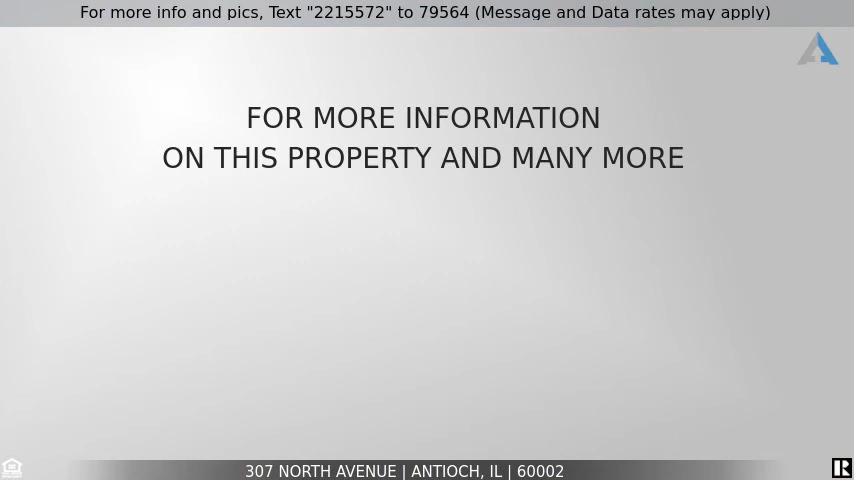 For more info and pics, Text "2215572" to 79564 (Message and Data rates may apply)
FOR MORE INFORMATION
ON THIS PROPERTY AND MANY MORE
307 NORTH AVENUE | ANTIOCH, IL | 60002